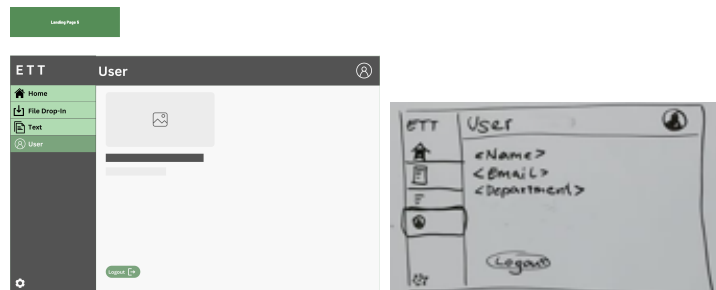 Landing Page 5
ETT
User
Home
File Drop-In
Text
User
Logout
ETT
User
<Name>
<Email>
<Department>
Logout